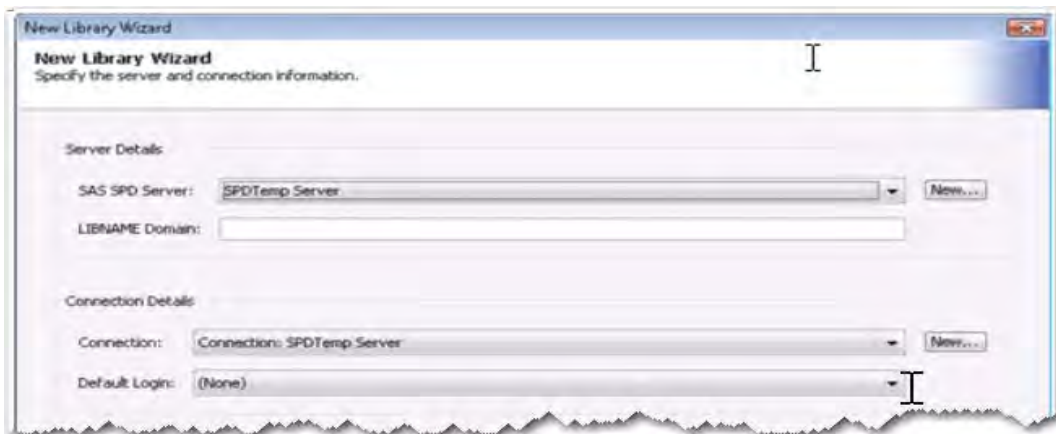 New Library Wizard
New Library Wizard
Specify the server and connection information.
Server Details
SAS SPD Server: SPDTemp Server New...
LIBNAME Domain:
Connection Details
Connection: Connection: SPDTemp Server New...
Default Login: (None)